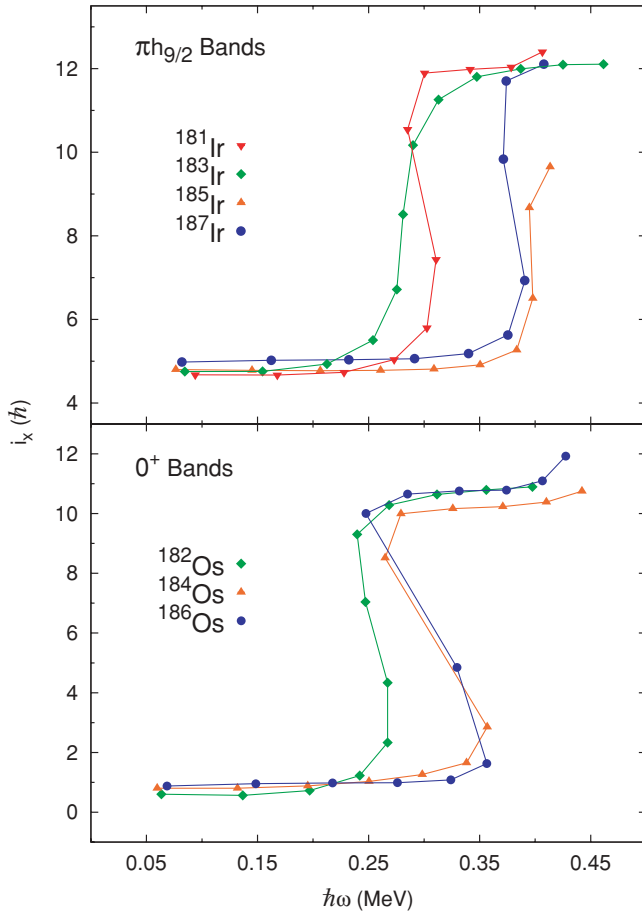 πh9/2 Bands
12
10
8
6
4
181Ir
183Ir
185Ir
187Ir
ix (ℏ)
0+ Bands
12
10
8
6
4
2
0
182Os
184Os
186Os
0.05 0.15 0.25 0.35 0.45
ℏω (MeV)